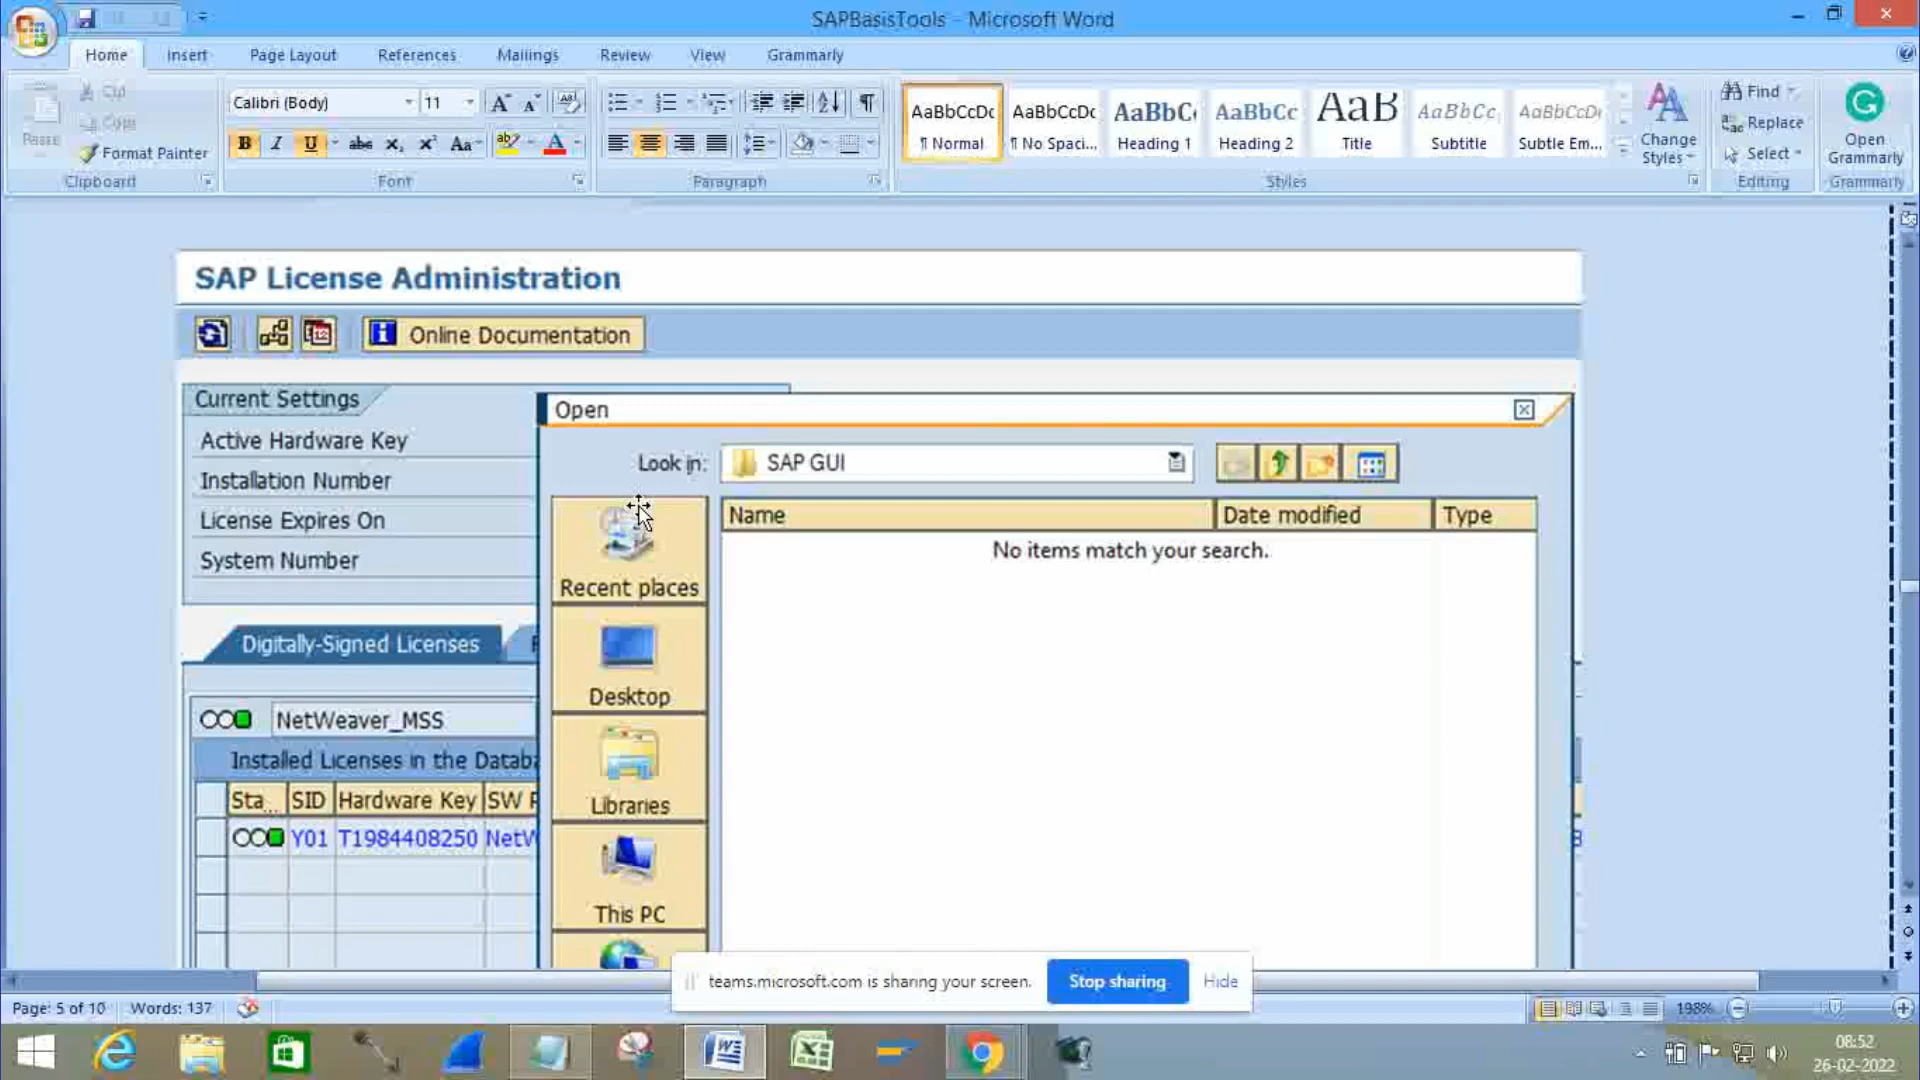 SAPBasisTools - Microsoft Word
Home Insert Page Layout References Mailings Review View Grammarly
Paste Cut Copy Format Painter
Calibri (Body) 11
AaBbCcDc AaBbCcDc AaBbC AaBbCc AaB AaBbCc AaBbCcDc
¶ Normal ¶ No Spaci... Heading 1 Heading 2 Title Subtitle Subtle Em...
Change Styles
Find Replace Select
Open Grammarly
Clipboard Font Paragraph Styles Editing Grammarly
SAP License Administration
Online Documentation
Current Settings
Active Hardware Key
Installation Number
License Expires On
System Number
Digitally-Signed Licenses
NetWeaver_MSS
Installed Licenses in the Databa
Sta... SID Hardware Key SW P
Y01 T1984408250 NetW
Open
Look in: SAP GUI
Name Date modified Type
No items match your search.
Recent places
Desktop
Libraries
This PC
teams.microsoft.com is sharing your screen. Stop sharing Hide
Page: 5 of 10 Words: 137 198%
08:52
26-02-2022